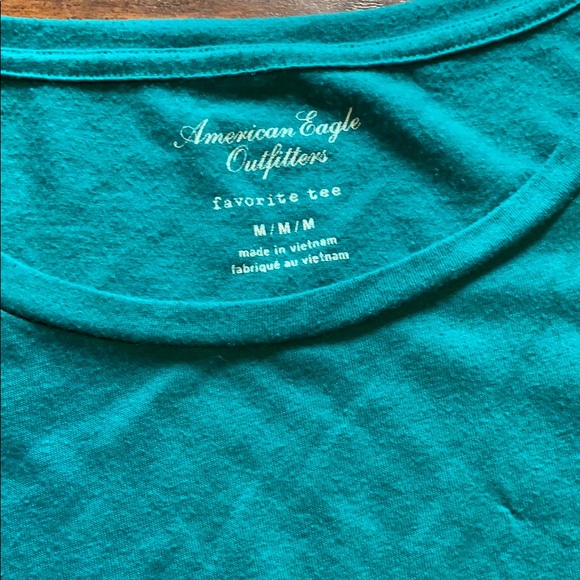 American Eagle
Outfitters
favorite tee
M/M/M
made in vietnam
fabriqué au vietnam